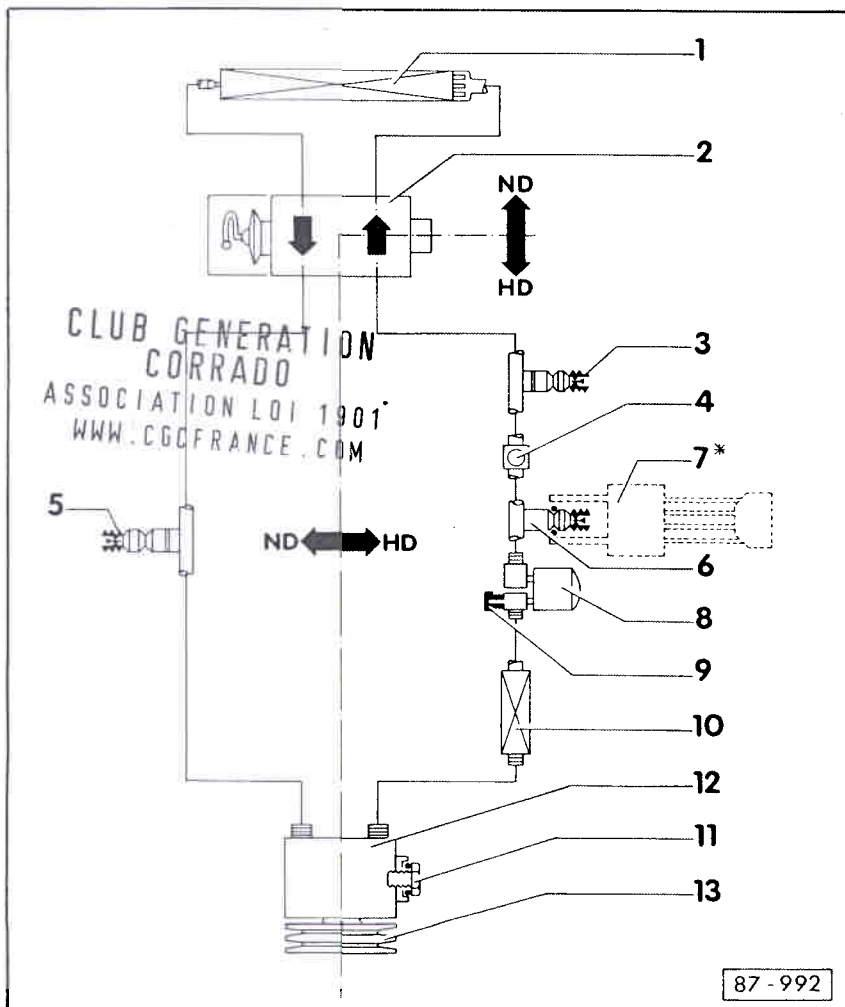 1
2
ND
HD
CLUB GENERATION
CORRADO
ASSOCIATION LOI 1901
WWW.CGCFRANCE.COM
3
4
7*
5
ND
HD
6
8
9
10
12
11
13
87-992